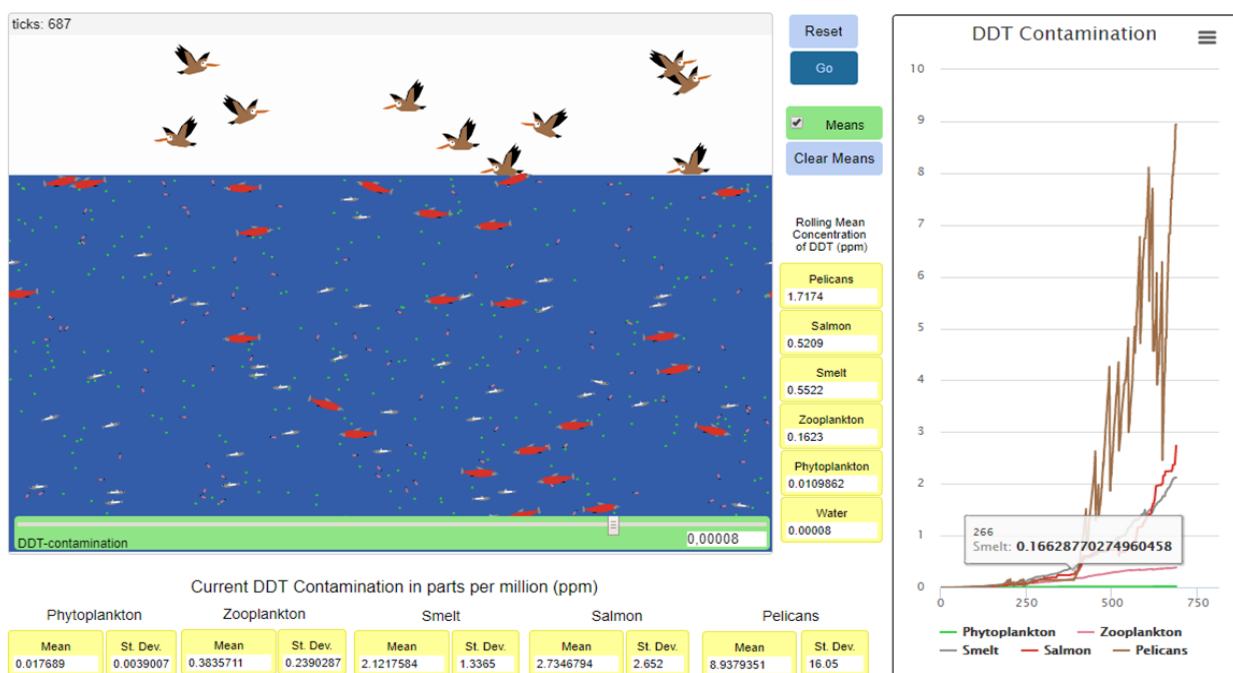 ticks: 687
Reset
Go
Means
Clear Means
Rolling Mean
Concentration
of DDT (ppm)
Pelicans
1.7174
Salmon
0.5209
Smelt
0.5522
Zooplankton
0.1623
Phytoplankton
0.0109862
Water
0.00008
DDT-contamination
0,00008
DDT Contamination
10
9
8
7
6
5
4
3
2
1
0
266
Smelt: 0.16628770274960458
0 250 500 750
Phytoplankton Zooplankton
Smelt Salmon Pelicans
Current DDT Contamination in parts per million (ppm)
Phytoplankton Zooplankton Smelt Salmon Pelicans
Mean St. Dev. Mean St. Dev. Mean St. Dev. Mean St. Dev. Mean St. Dev.
0.017689 0.0039007 0.3835711 0.2390287 2.1217584 1.3365 2.7346794 2.652 8.9379351 16.05